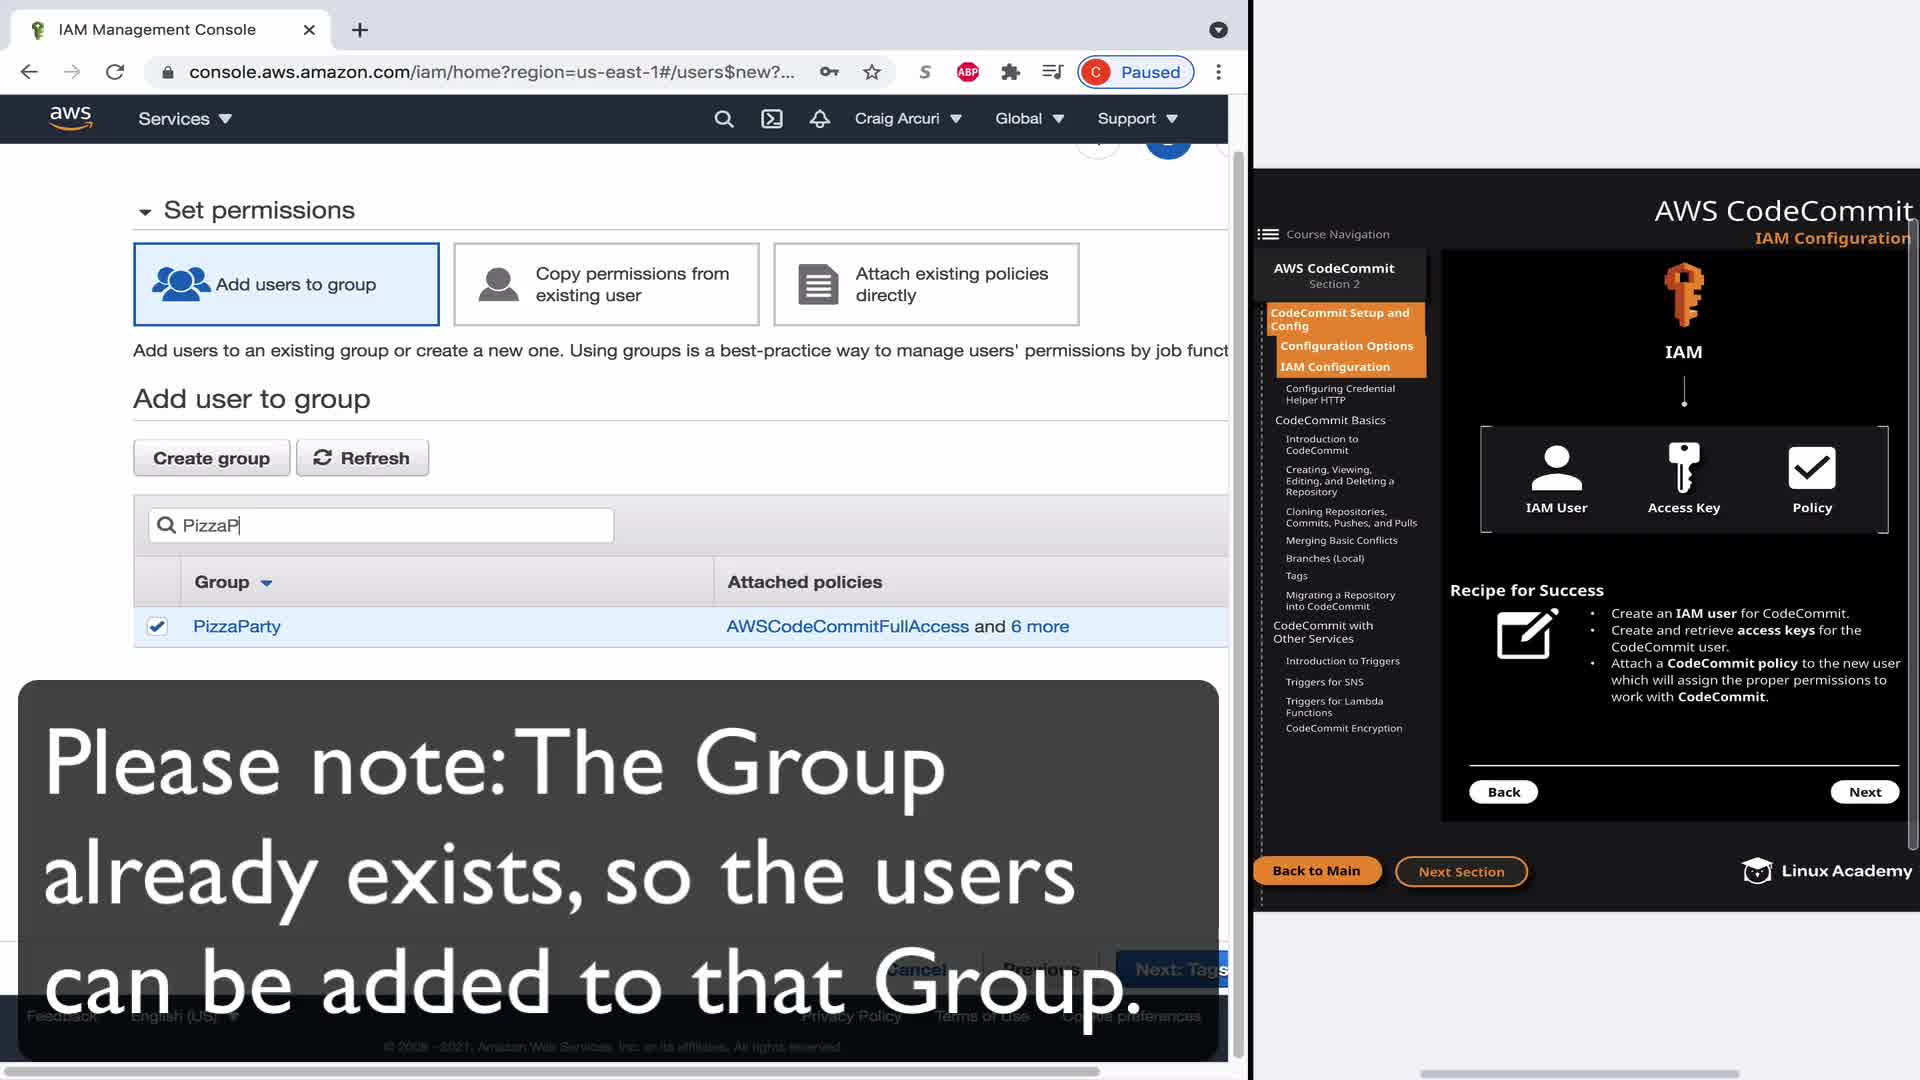 IAM Management Console
console.aws.amazon.com/iam/home?region=us-east-1#/users$new?...
S
ABP
C Paused
aws
Services
Craig Arcuri
Global
Support
Set permissions
Add users to group
Copy permissions from
existing user
Attach existing policies
directly
Add users to an existing group or create a new one. Using groups is a best-practice way to manage users' permissions by job funct
Add user to group
Create group
Refresh
PizzaP
Group
Attached policies
PizzaParty
AWSCodeCommitFullAccess and 6 more
Please note: The Group
already exists, so the users
can be added to that Group.
Cancel
Previous
Next: Tags
Feedback
English (US)
Privacy Policy
Terms of Use
Cookie preferences
© 2008 - 2021, Amazon Web Services, Inc. or its affiliates. All rights reserved.
AWS CodeCommit
IAM Configuration
Course Navigation
AWS CodeCommit
Section 2
CodeCommit Setup and
Config
Configuration Options
IAM Configuration
Configuring Credential
Helper HTTP
CodeCommit Basics
Introduction to
CodeCommit
Creating, Viewing,
Editing, and Deleting a
Repository
Cloning Repositories,
Commits, Pushes, and Pulls
Merging Basic Conflicts
Branches (Local)
Tags
Migrating a Repository
into CodeCommit
CodeCommit with
Other Services
Introduction to Triggers
Triggers for SNS
Triggers for Lambda
Functions
CodeCommit Encryption
IAM
IAM User
Access Key
Policy
Recipe for Success
• Create an IAM user for CodeCommit.
• Create and retrieve access keys for the
CodeCommit user.
• Attach a CodeCommit policy to the new user
which will assign the proper permissions to
work with CodeCommit.
Back
Next
Back to Main
Next Section
Linux Academy